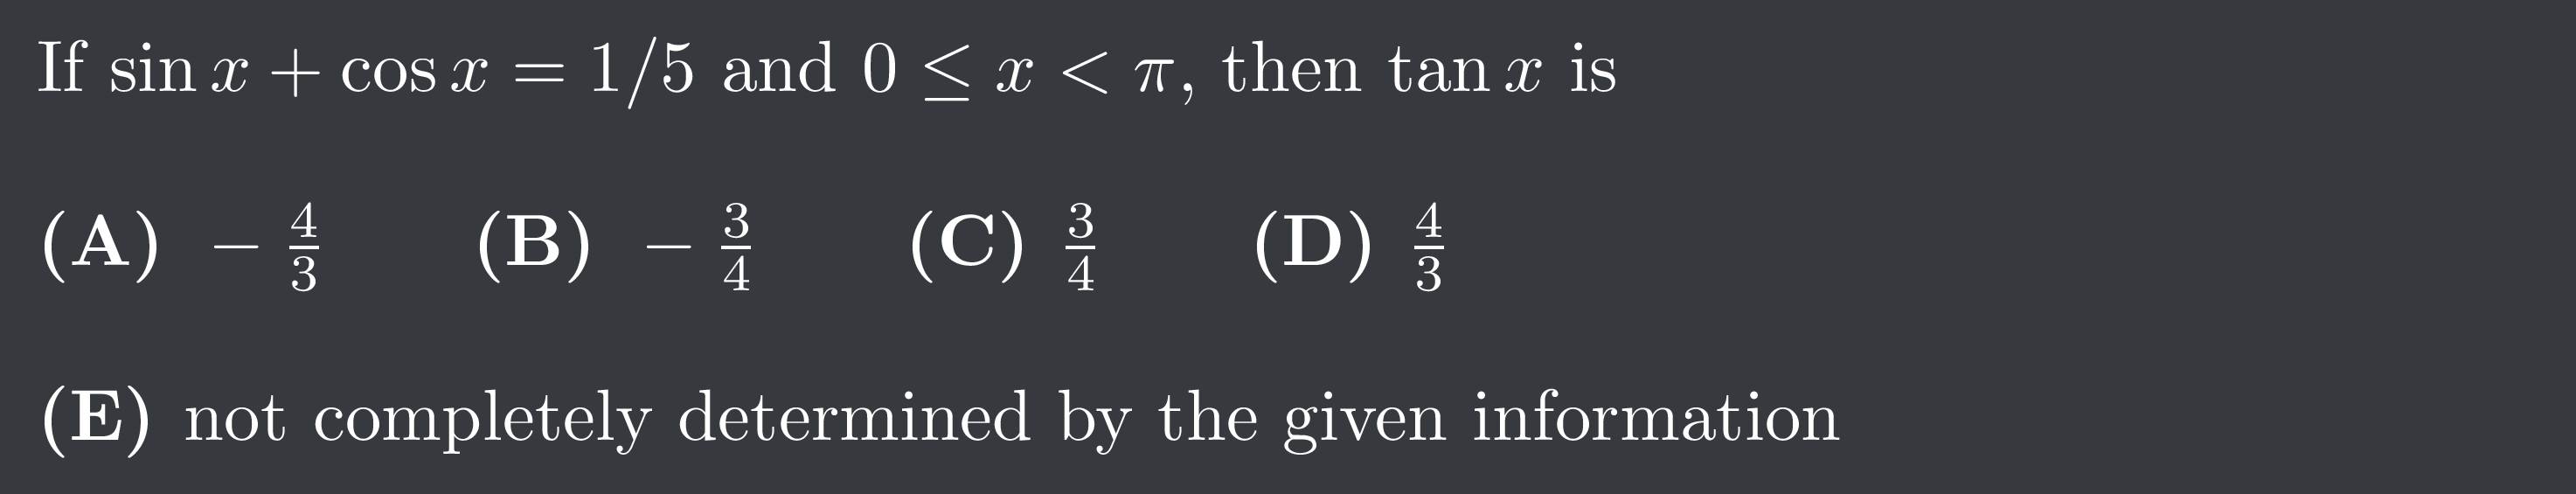 If sin x + cos x = 1/5 and 0 ≤ x < π, then tan x is
(A) − 4/3 (B) − 3/4 (C) 3/4 (D) 4/3
(E) not completely determined by the given information